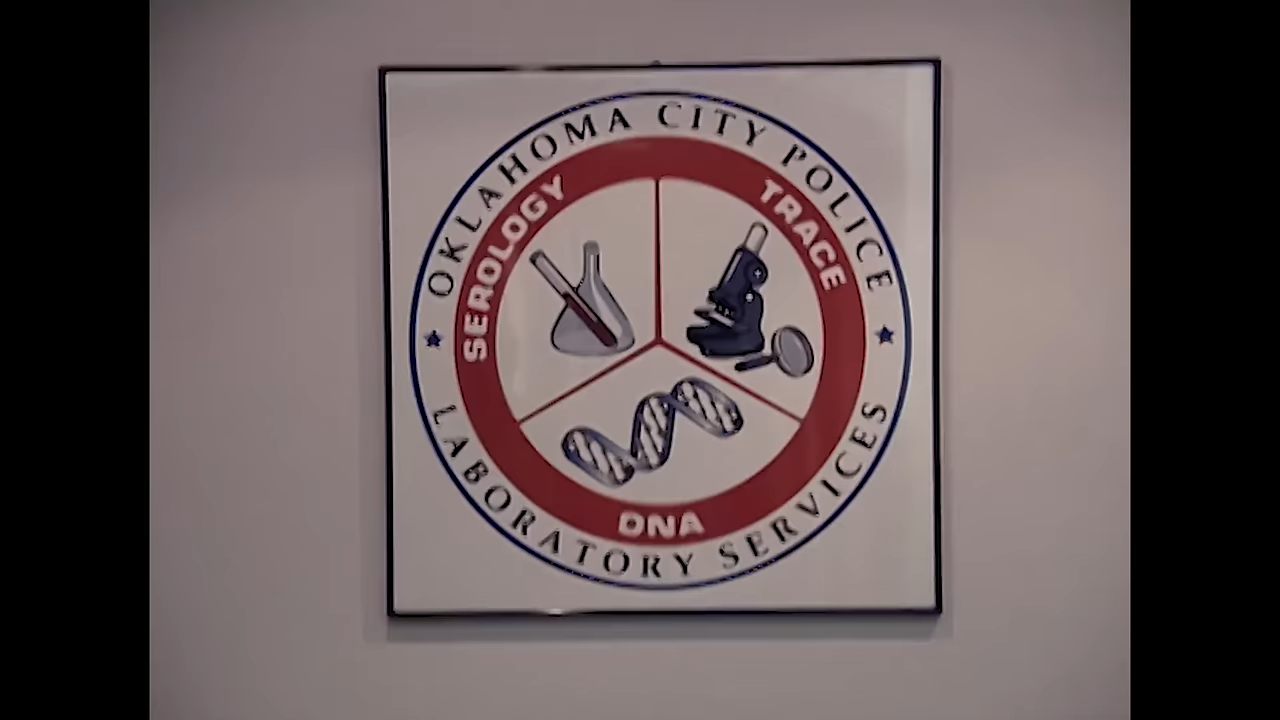 OKLAHOMA CITY POLICE
SEROLOGY
TRACE
DNA
LABORATORY SERVICES